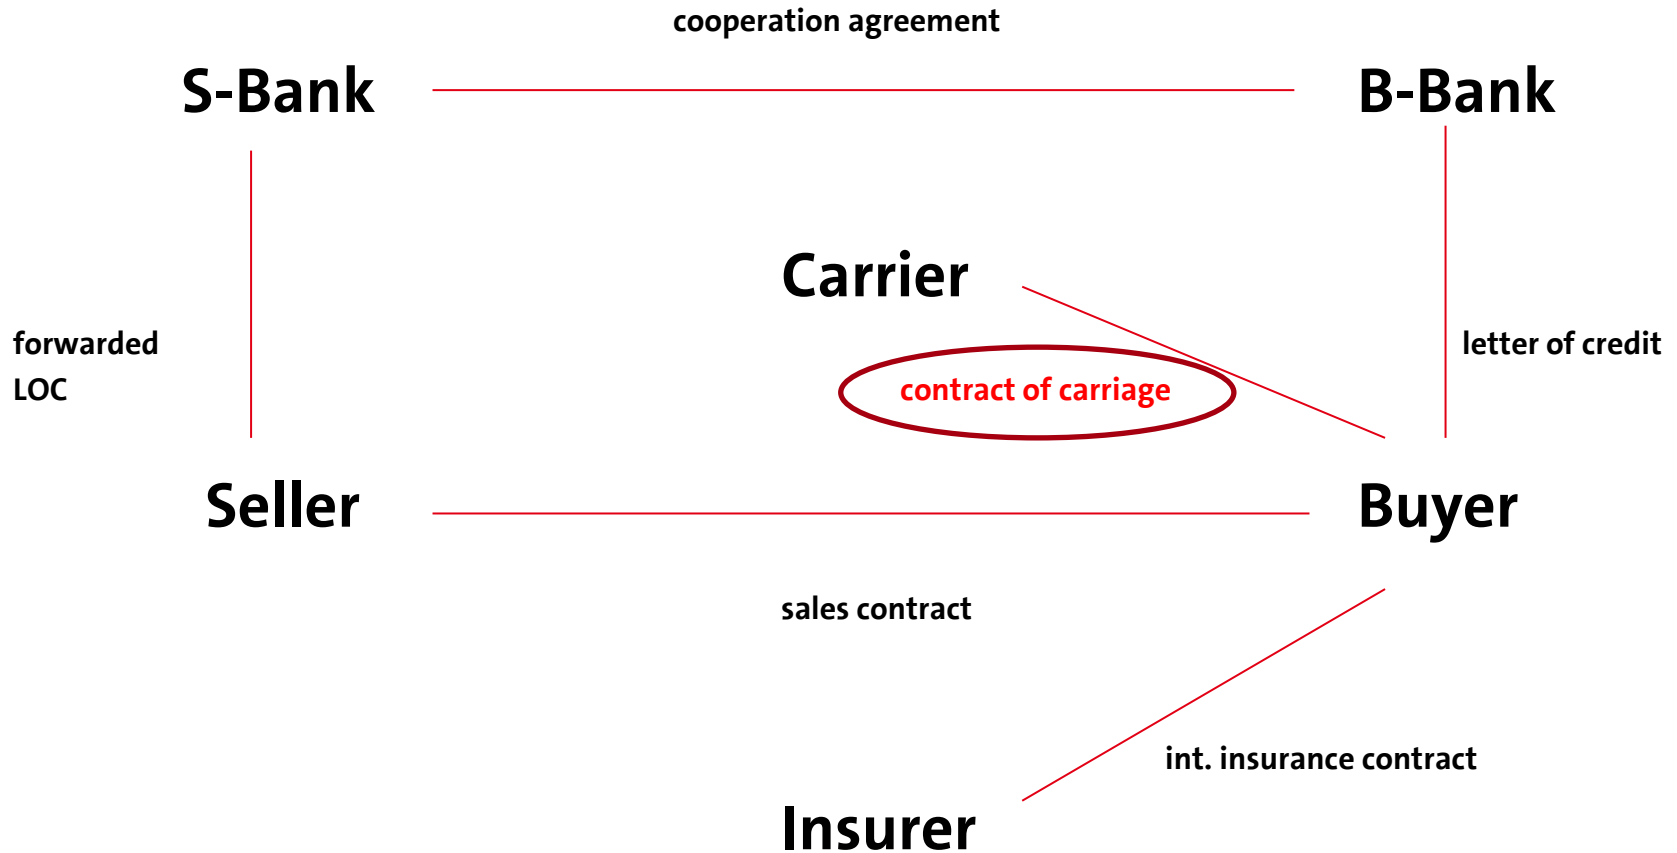 cooperation agreement
S-Bank
B-Bank
Carrier
forwarded
LOC
letter of credit
contract of carriage
Seller
Buyer
sales contract
int. insurance contract
Insurer